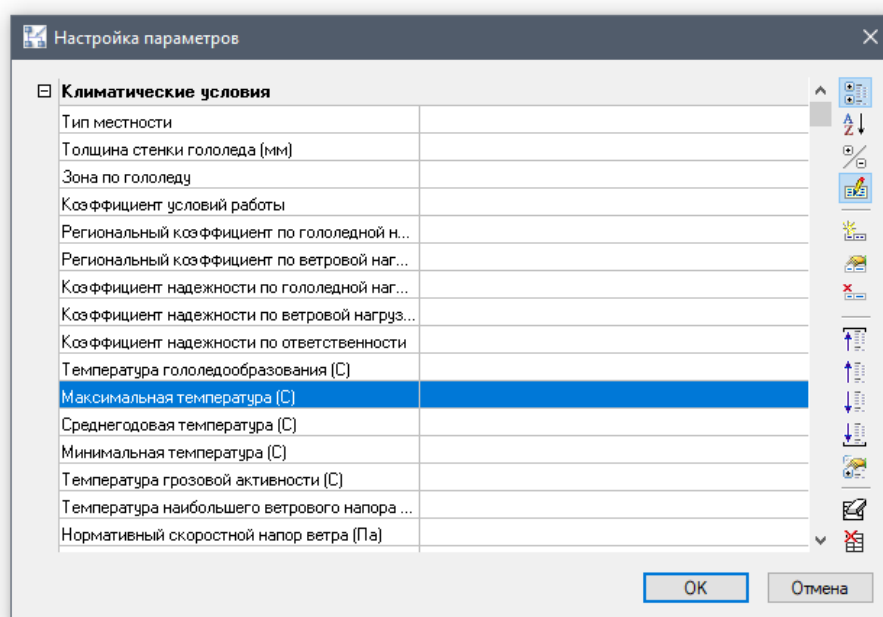 Настройка параметров
Климатические условия
Тип местности
Толщина стенки гололеда (мм)
Зона по гололеду
Коэффициент условий работы
Региональный коэффициент по гололедной н...
Региональный коэффициент по ветровой наг...
Коэффициент надежности по гололедной наг...
Коэффициент надежности по ветровой нагруз...
Коэффициент надежности по ответственности
Температура гололедообразования (С)
Максимальная температура (С)
Среднегодовая температура (С)
Минимальная температура (С)
Температура грозовой активности (С)
Температура наибольшего ветрового напора ...
Нормативный скоростной напор ветра (Па)
OK Отмена